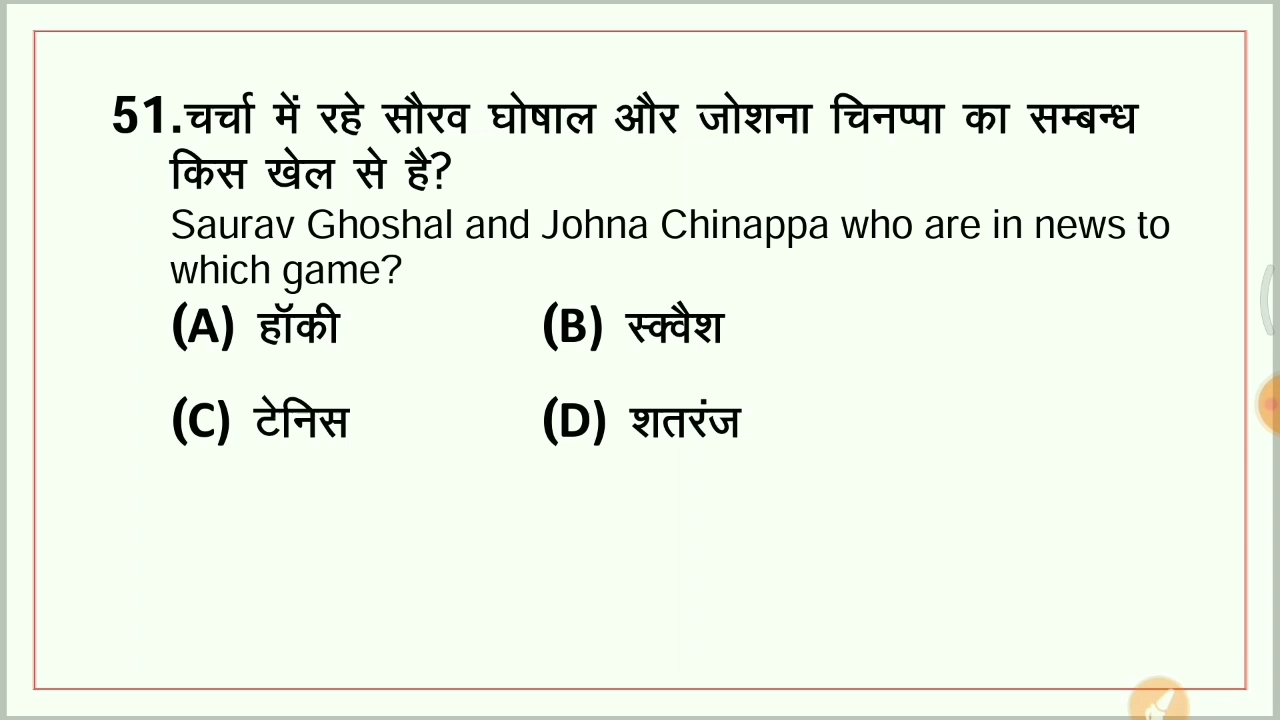 51.चर्चा में रहे सौरव घोषाल और जोशना चिनप्पा का सम्बन्ध
किस खेल से है?
Saurav Ghoshal and Johna Chinappa who are in news to
which game?
(A) हॉकी (B) स्क्वैश
(C) टेनिस (D) शतरंज